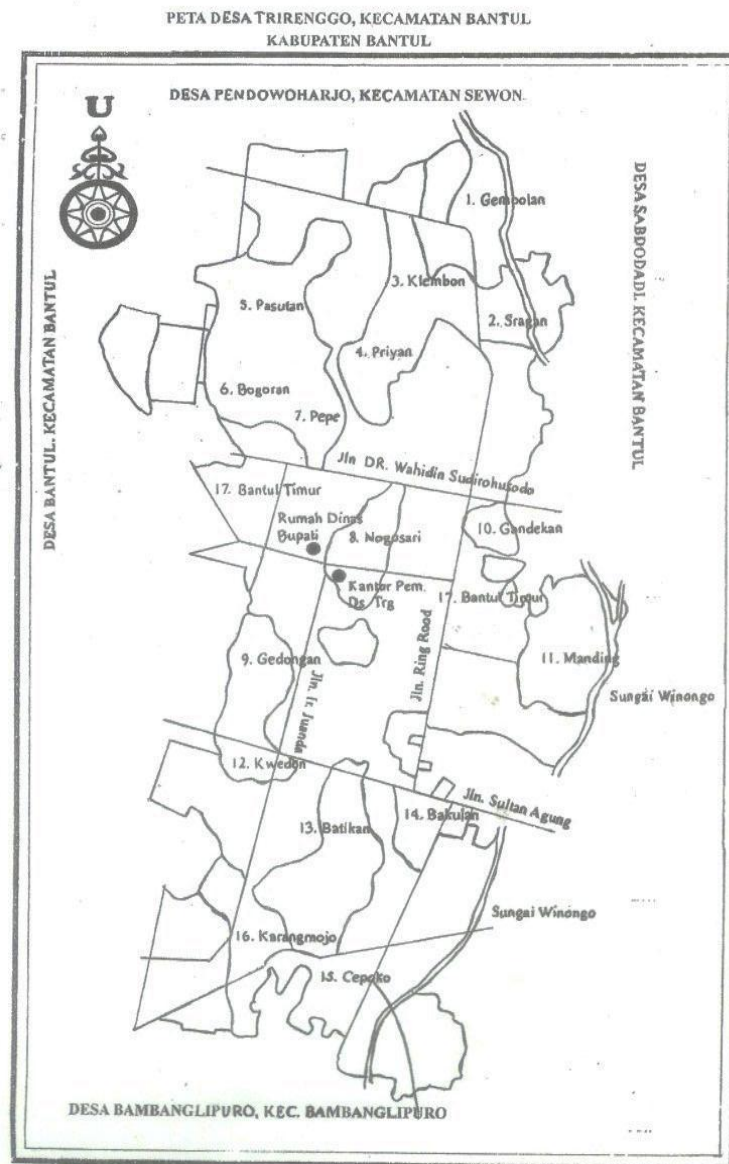 PETA DESA TRIRENGGO, KECAMATAN BANTUL
KABUPATEN BANTUL
U
DESA PENDOWOHARJO, KECAMATAN SEWON
DESA SABDODADI. KECAMATAN BANTUL
DESA BANTUL. KECAMATAN BANTUL
1. Gembolan
3. Klembon
5. Pasutan
2. Sragan
4. Priyan
6. Bogoran
7. Pepe
Jln DR. Wahidin Sudirohusodo
17. Bantul Timur
Rumah Dinas
Bupati
8. Nogosari
10. Gandekan
Kantor Pem.
Ds. Trg
17. Bantul Timur
9. Gedongan
Jln. Ir. Juanda
Jln. Ring Rood
11. Manding
Sungai Winongo
12. Kwedon
Jln. Sultan Agung
13. Batikan
14. Bakulan
Sungai Winongo
16. Karangmojo
15. Cepoko
DESA BAMBANGLIPURO, KEC. BAMBANGLIPURO